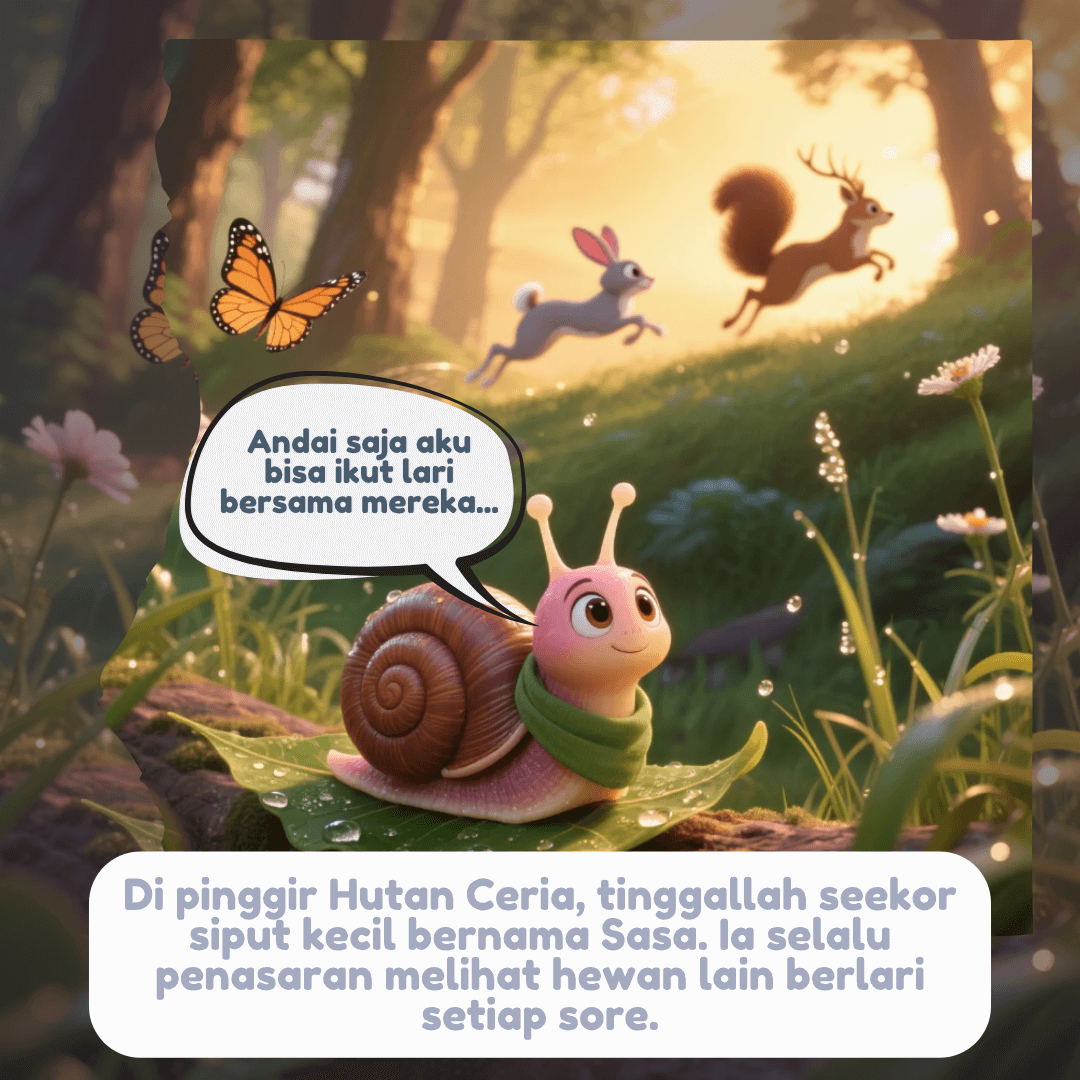 Andai saja aku
bisa ikut lari
bersama mereka...
Di pinggir Hutan Ceria, tinggallah seekor
siput kecil bernama Sasa. Ia selalu
penasaran melihat hewan lain berlari
setiap sore.